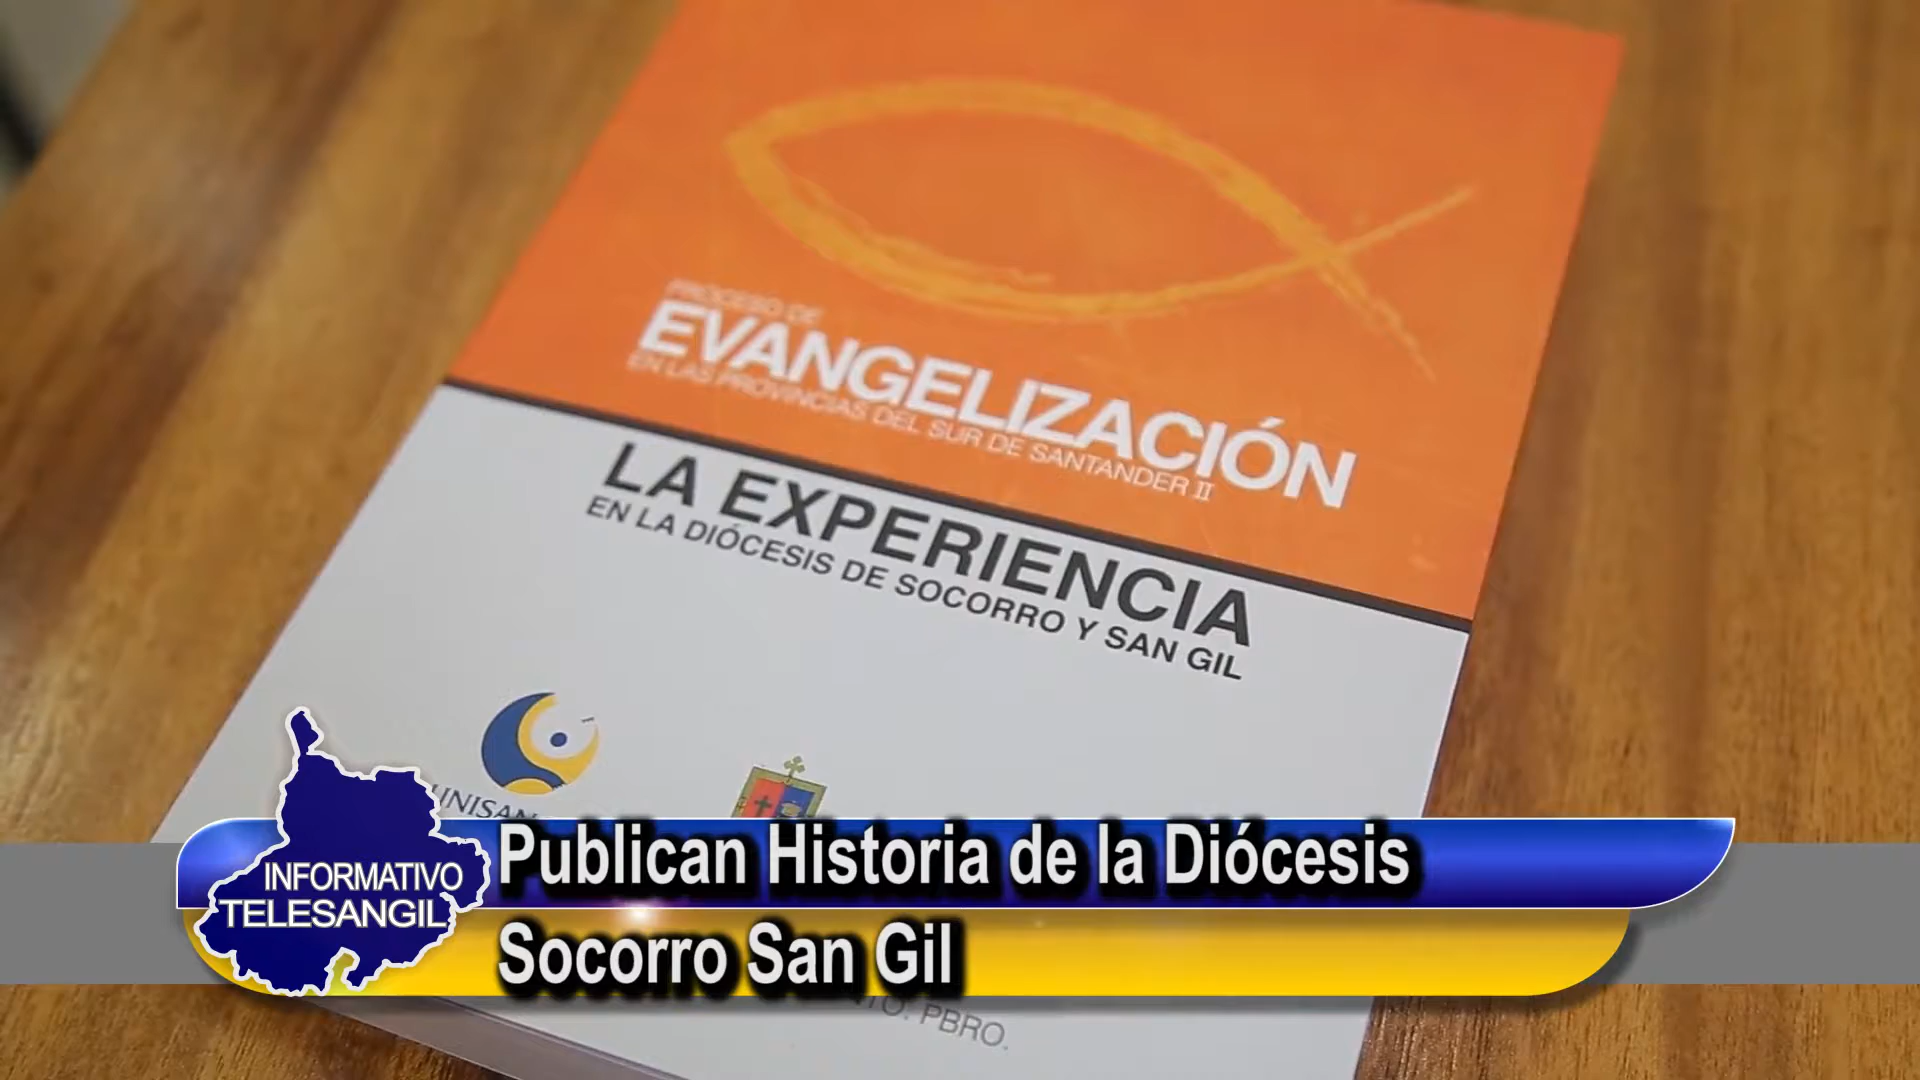 PROCESO DE
EVANGELIZACIÓN
EN LAS PROVINCIAS DEL SUR DE SANTANDER II
LA EXPERIENCIA
EN LA DIÓCESIS DE SOCORRO Y SAN GIL
INFORMATIVO
TELESANGIL
Publican Historia de la Diócesis
Socorro San Gil
PBRO.